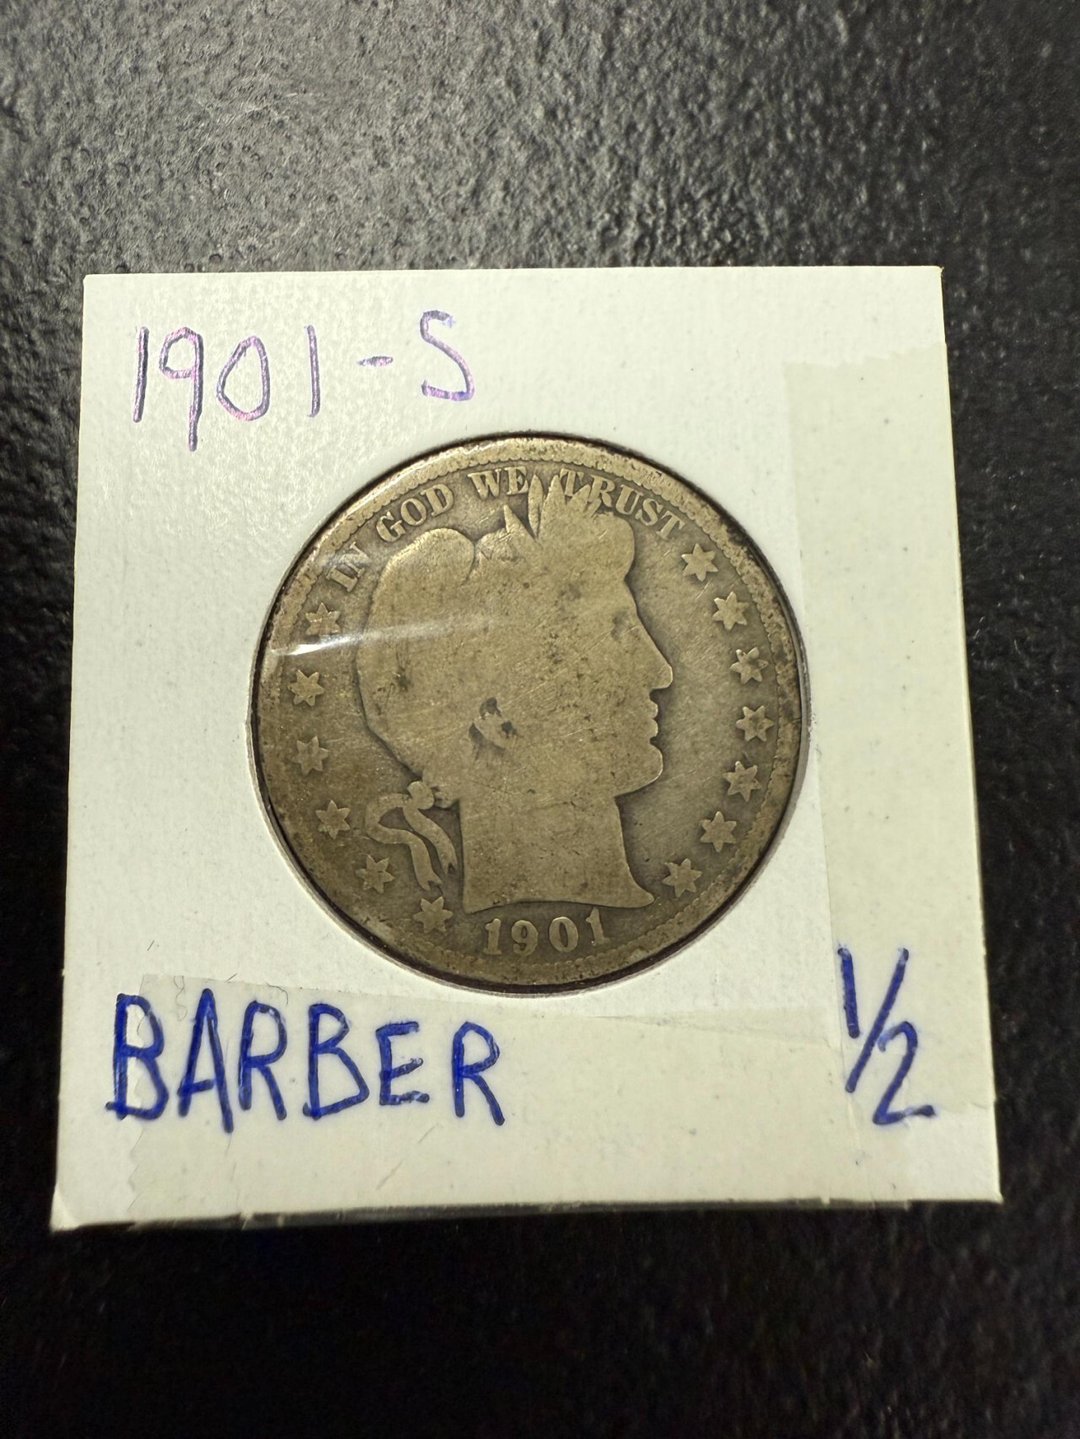 1901-S
IN GOD WE TRUST
1901
BARBER
1/2